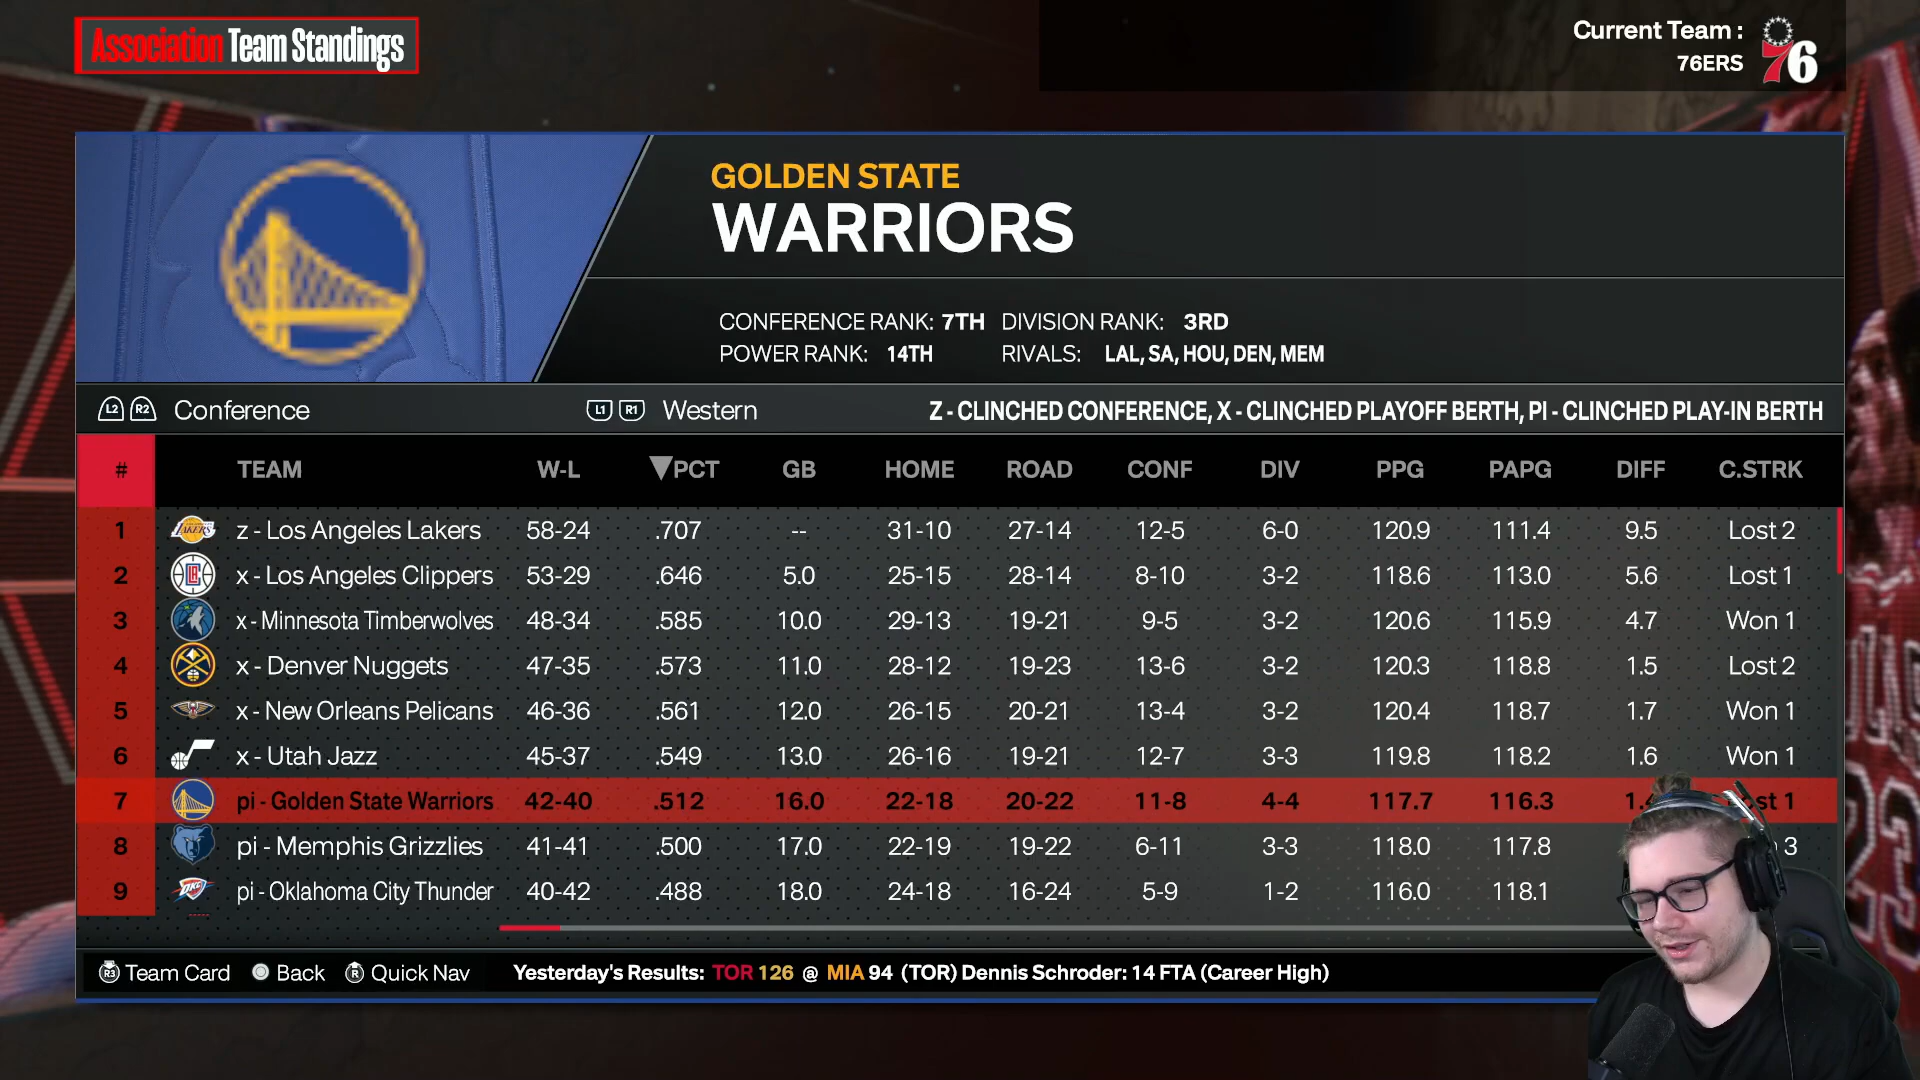 Association Team Standings
Current Team :
76ERS
76
GOLDEN STATE
WARRIORS
CONFERENCE RANK: 7TH DIVISION RANK: 3RD
POWER RANK: 14TH RIVALS: LAL, SA, HOU, DEN, MEM
L2 R2 Conference L1 R1 Western Z - CLINCHED CONFERENCE, X - CLINCHED PLAYOFF BERTH, PI - CLINCHED PLAY-IN BERTH
# TEAM W-L PCT GB HOME ROAD CONF DIV PPG PAPG DIFF C.STRK
1 z - Los Angeles Lakers 58-24 .707 -- 31-10 27-14 12-5 6-0 120.9 111.4 9.5 Lost 2
2 x - Los Angeles Clippers 53-29 .646 5.0 25-15 28-14 8-10 3-2 118.6 113.0 5.6 Lost 1
3 x - Minnesota Timberwolves 48-34 .585 10.0 29-13 19-21 9-5 3-2 120.6 115.9 4.7 Won 1
4 x - Denver Nuggets 47-35 .573 11.0 28-12 19-23 13-6 3-2 120.3 118.8 1.5 Lost 2
5 x - New Orleans Pelicans 46-36 .561 12.0 26-15 20-21 13-4 3-2 120.4 118.7 1.7 Won 1
6 x - Utah Jazz 45-37 .549 13.0 26-16 19-21 12-7 3-3 119.8 118.2 1.6 Won 1
7 pi - Golden State Warriors 42-40 .512 16.0 22-18 20-22 11-8 4-4 117.7 116.3 1
8 pi - Memphis Grizzlies 41-41 .500 17.0 22-19 19-22 6-11 3-3 118.0 117.8 3
9 pi - Oklahoma City Thunder 40-42 .488 18.0 24-18 16-24 5-9 1-2 116.0 118.1
R3 Team Card Back R Quick Nav Yesterday's Results: TOR 126 @ MIA 94 (TOR) Dennis Schroder: 14 FTA (Career High)